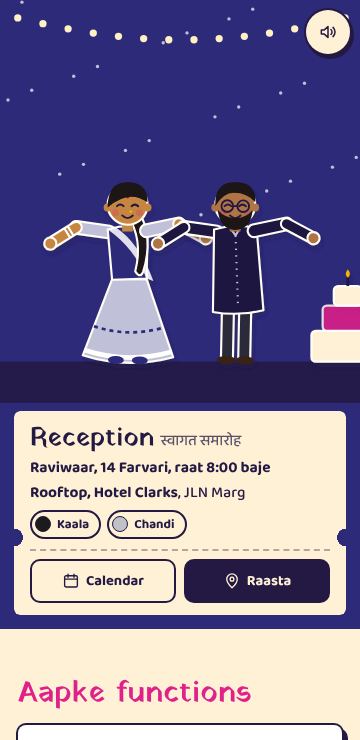 Reception स्वागत समारोह
Raviwaar, 14 Farvari, raat 8:00 baje
Rooftop, Hotel Clarks, JLN Marg
Kaala Chandi
Calendar Raasta
Aapke functions